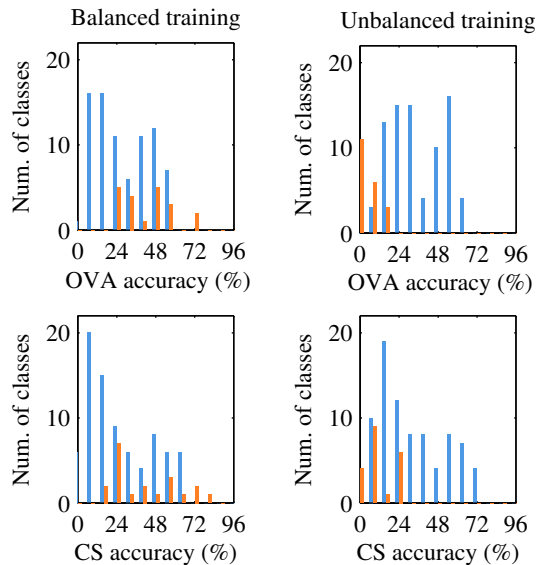 Balanced training
Unbalanced training
Num. of classes
20
10
0
0 24 48 72 96
OVA accuracy (%)
Num. of classes
20
10
0
0 24 48 72 96
OVA accuracy (%)
Num. of classes
20
10
0
0 24 48 72 96
CS accuracy (%)
Num. of classes
20
10
0
0 24 48 72 96
CS accuracy (%)